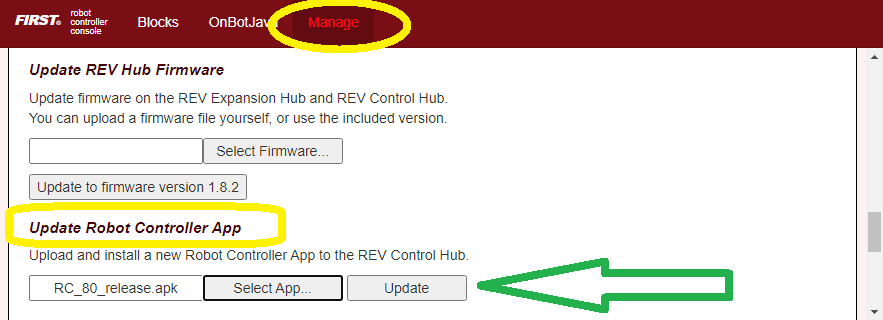 FIRST® robot controller console Blocks OnBotJava Manage
Update REV Hub Firmware
Update firmware on the REV Expansion Hub and REV Control Hub.
You can upload a firmware file yourself, or use the included version.
Select Firmware...
Update to firmware version 1.8.2
Update Robot Controller App
Upload and install a new Robot Controller App to the REV Control Hub.
RC_80_release.apk Select App... Update